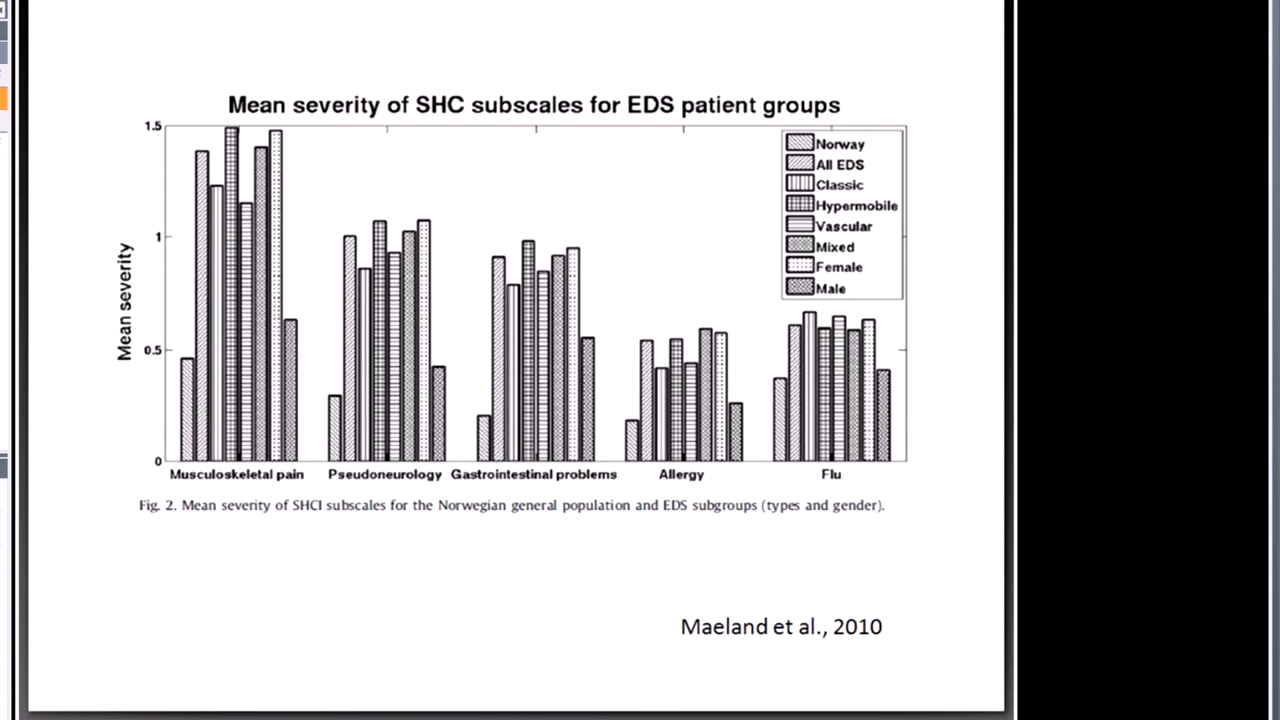 Mean severity of SHC subscales for EDS patient groups
1.5
1
0.5
0
Mean severity
Norway
All EDS
Classic
Hypermobile
Vascular
Mixed
Female
Male
Musculoskeletal pain Pseudoneurology Gastrointestinal problems Allergy Flu
Fig. 2. Mean severity of SHCI subscales for the Norwegian general population and EDS subgroups (types and gender).
Maeland et al., 2010